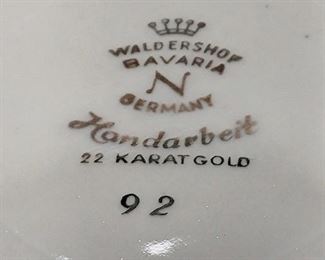 WALDERSHOF
BAVARIA
N
GERMANY
Handarbeit
22 KARAT GOLD
92